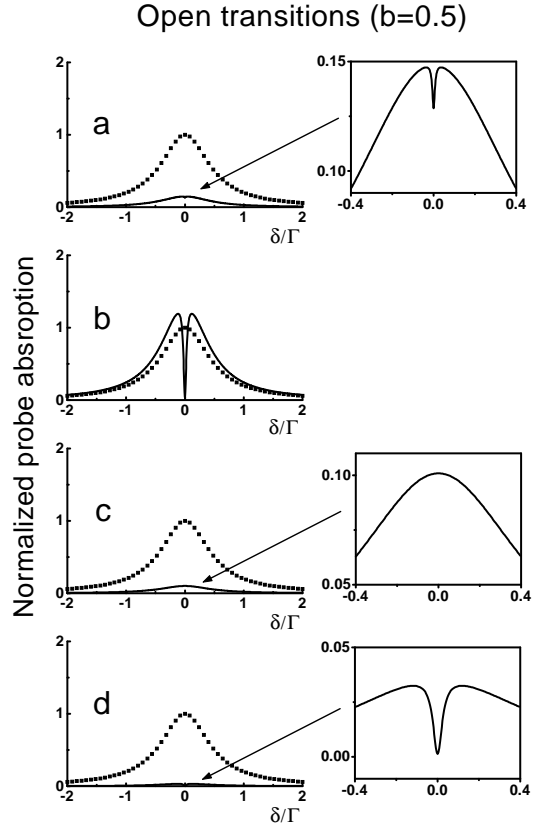 Open transitions (b=0.5)
Normalized probe absroption
a
2
1
0
-2 -1 0 1 2
δ/Γ
0.15
0.10
-0.4 0.0 0.4
b
2
1
0
-2 -1 0 1 2
δ/Γ
c
2
1
0
-2 -1 0 1 2
δ/Γ
0.10
0.05
-0.4 0.0 0.4
d
2
1
0
-2 -1 0 1 2
δ/Γ
0.05
0.00
-0.4 0.0 0.4